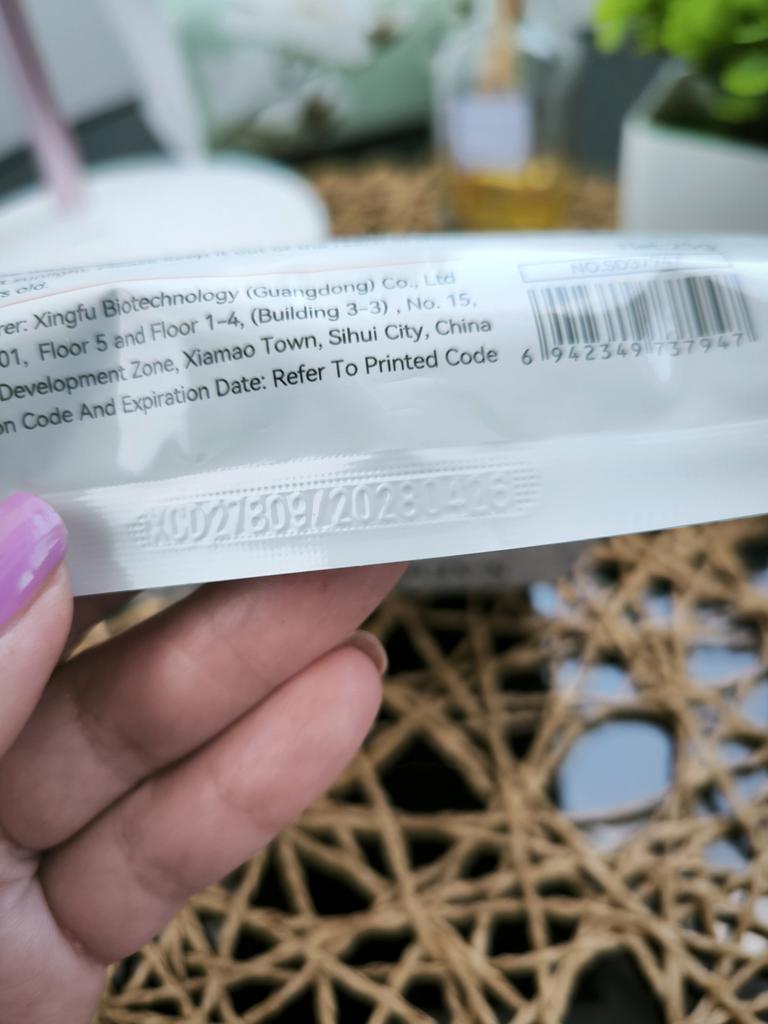 s old.
rer: Xingfu Biotechnology (Guangdong) Co., Ltd
01, Floor 5 and Floor 1-4, (Building 3-3) , No. 15,
Development Zone, Xiamao Town, Sihui City, China
on Code And Expiration Date: Refer To Printed Code
6 942349 737947
XCD27B09/20280426